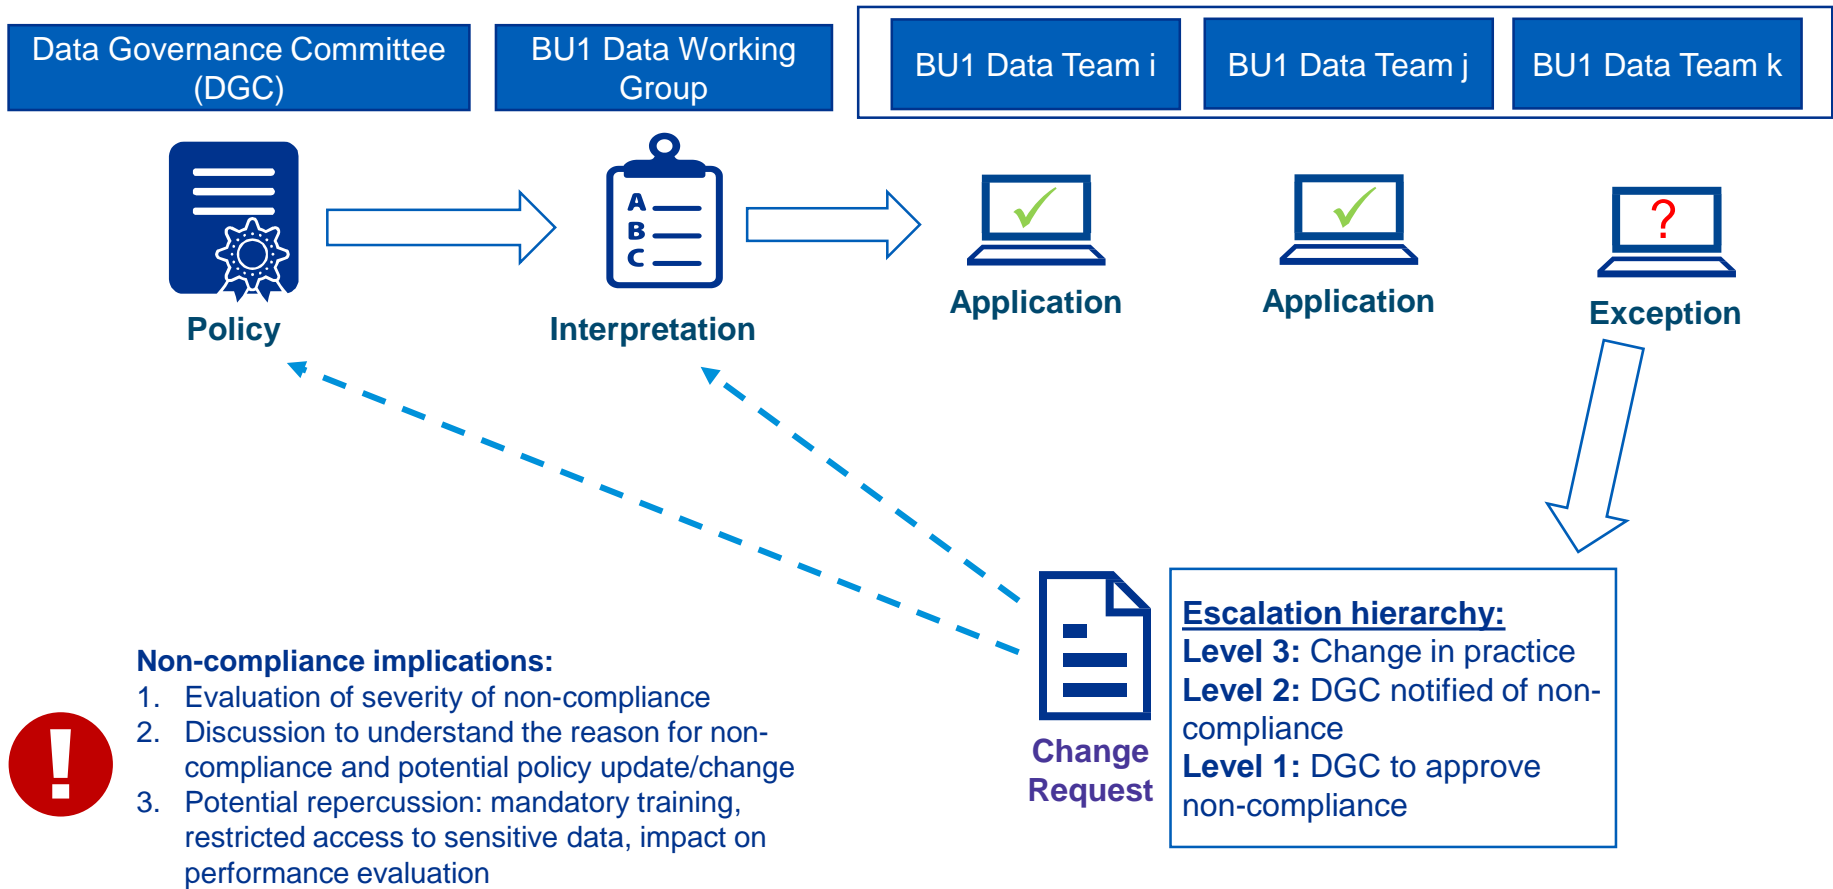 Data Governance Committee
(DGC)
BU1 Data Working
Group
BU1 Data Team i
BU1 Data Team j
BU1 Data Team k
A
B
C
?
Policy
Interpretation
Application
Application
Exception
Non-compliance implications:
1. Evaluation of severity of non-compliance
2. Discussion to understand the reason for non-
compliance and potential policy update/change
3. Potential repercussion: mandatory training,
restricted access to sensitive data, impact on
performance evaluation
!
Change
Request
Escalation hierarchy:
Level 3: Change in practice
Level 2: DGC notified of non-
compliance
Level 1: DGC to approve
non-compliance